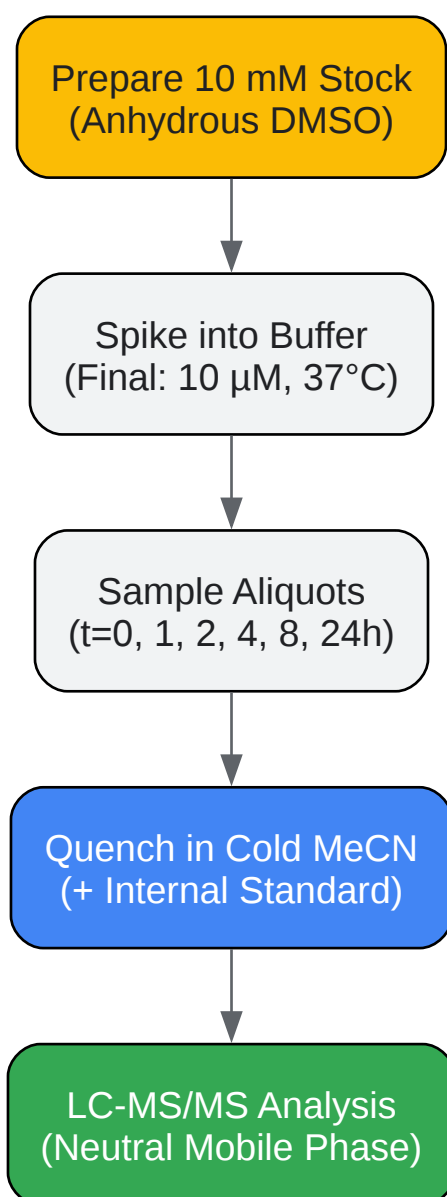 Prepare 10 mM Stock
(Anhydrous DMSO)
Spike into Buffer
(Final: 10 µM, 37°C)
Sample Aliquots
(t=0, 1, 2, 4, 8, 24h)
Quench in Cold MeCN
(+ Internal Standard)
LC-MS/MS Analysis
(Neutral Mobile Phase)